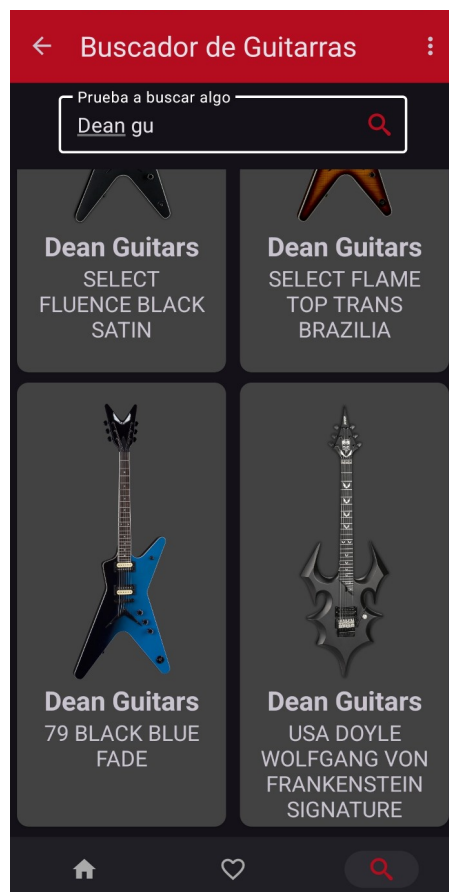 Buscador de Guitarras
Prueba a buscar algo
Dean gu
Dean Guitars
SELECT
FLUENCE BLACK
SATIN
Dean Guitars
SELECT FLAME
TOP TRANS
BRAZILIA
Dean Guitars
79 BLACK BLUE
FADE
Dean Guitars
USA DOYLE
WOLFGANG VON
FRANKENSTEIN
SIGNATURE